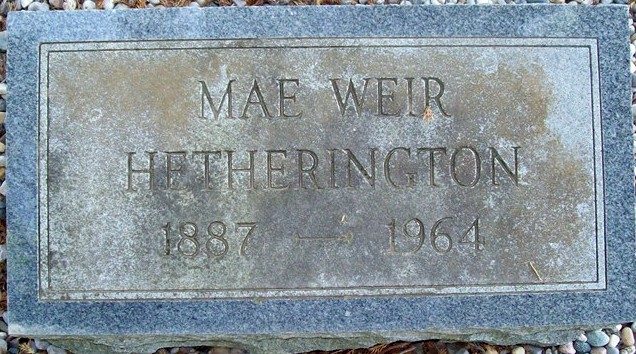 MAE WEIR
HETHERINGTON
1887 — 1964